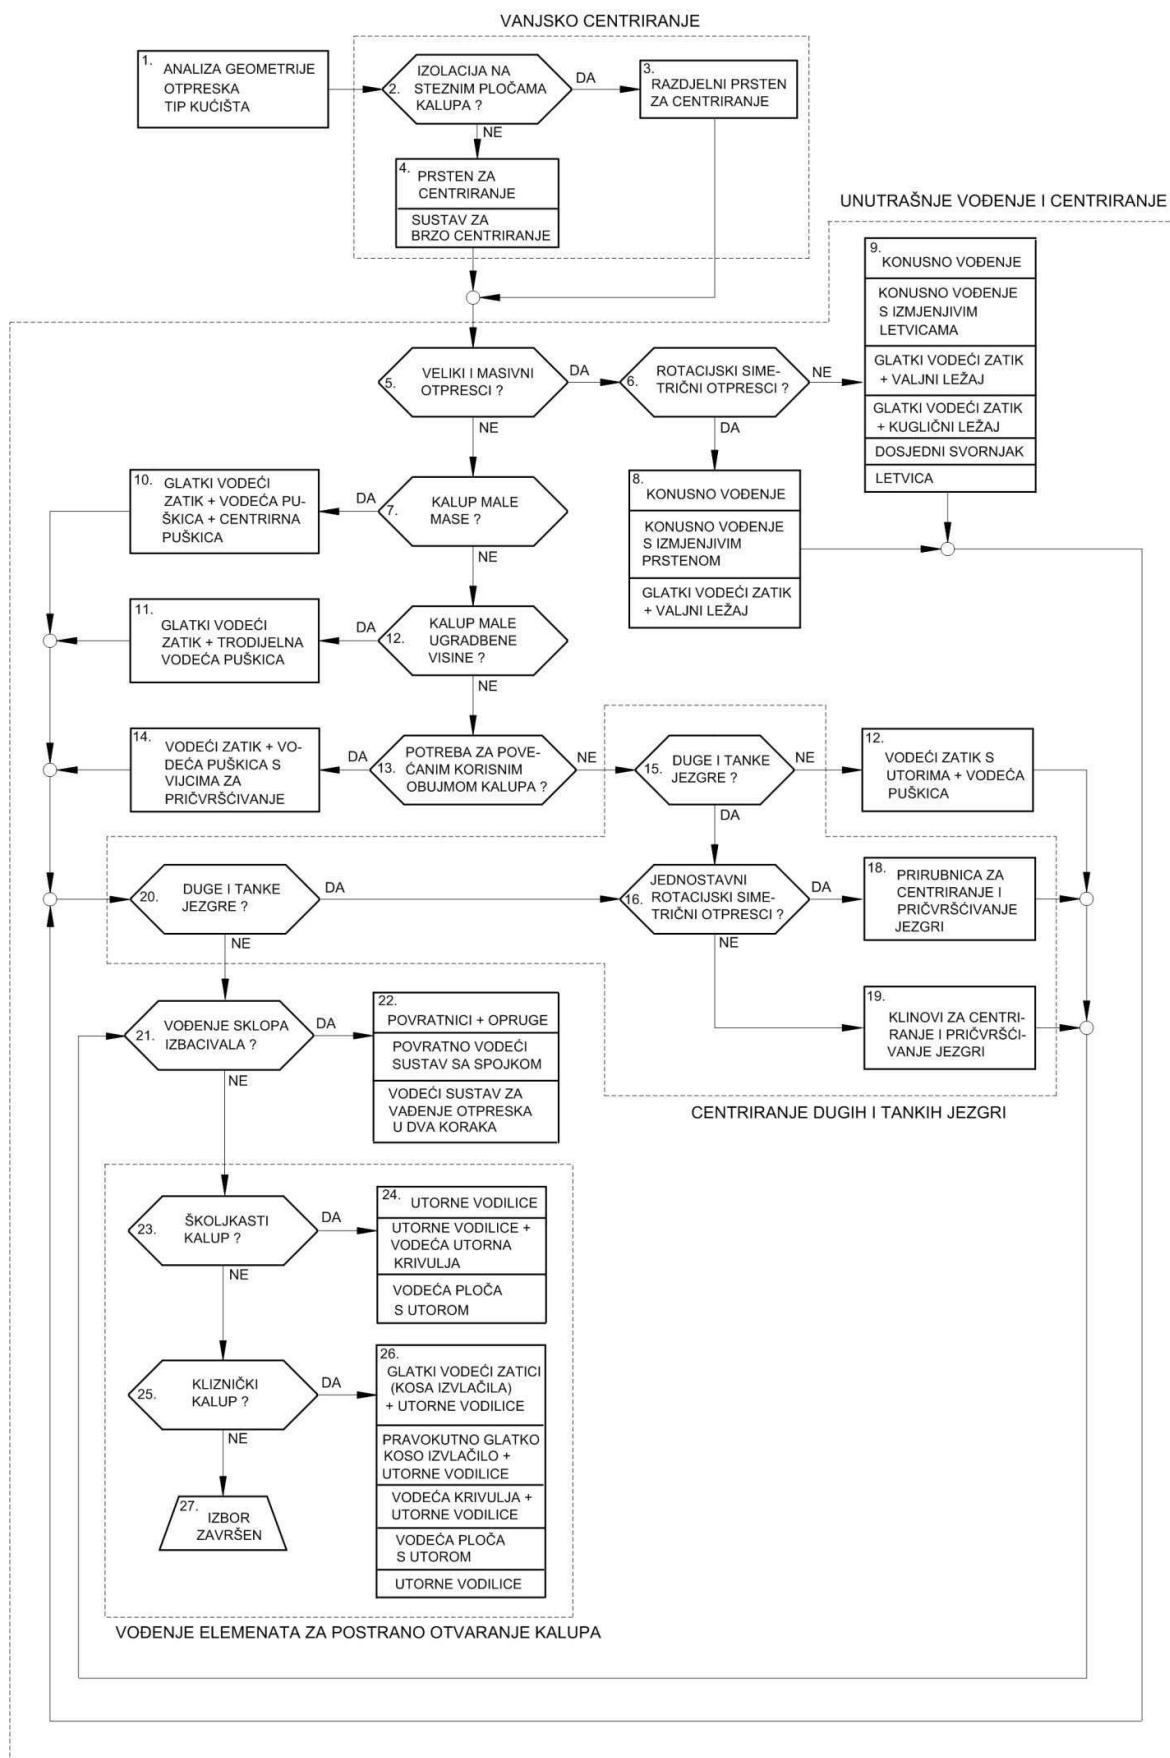 VANJSKO CENTRIRANJE
1.
ANALIZA GEOMETRIJE
OTPRESKA
TIP KUĆIŠTA
2.
IZOLACIJA NA
STEZNIM PLOČAMA
KALUPA ?
DA
3.
RAZDJELNI PRSTEN
ZA CENTRIRANJE
NE
4.
PRSTEN ZA
CENTRIRANJE
SUSTAV ZA
BRZO CENTRIRANJE
UNUTRAŠNJE VOĐENJE I CENTRIRANJE
5.
VELIKI I MASIVNI
OTPRESCI ?
DA
6.
ROTACIJSKI SIME-
TRIČNI OTPRESCI ?
NE
9.
KONUSNO VOĐENJE
KONUSNO VOĐENJE
S IZMJENJIVIM
LETVICAMA
GLATKI VODEĆI ZATIK
+ VALJNI LEŽAJ
GLATKI VODEĆI ZATIK
+ KUGLIČNI LEŽAJ
DOSJEDNI SVORNJAK
LETVICA
NE
DA
8.
KONUSNO VOĐENJE
KONUSNO VOĐENJE
S IZMJENJIVIM
PRSTENOM
GLATKI VODEĆI ZATIK
+ VALJNI LEŽAJ
10.
GLATKI VODEĆI
ZATIK + VODEĆA PU-
ŠKICA + CENTRIRNA
PUŠKICA
DA
7.
KALUP MALE
MASE ?
NE
11.
GLATKI VODEĆI
ZATIK + TRODIJELNA
VODEĆA PUŠKICA
DA
12.
KALUP MALE
UGRADBENE
VISINE ?
NE
14.
VODEĆI ZATIK + VO-
DEĆA PUŠKICA S
VIJCIMA ZA
PRIČVRŠĆIVANJE
DA
13.
POTREBA ZA POVE-
ĆANIM KORISNIM
OBUJMOM KALUPA ?
NE
15.
DUGE I TANKE
JEZGRE ?
NE
12.
VODEĆI ZATIK S
UTORIMA + VODEĆA
PUŠKICA
DA
20.
DUGE I TANKE
JEZGRE ?
DA
16.
JEDNOSTAVNI
ROTACIJSKI SIME-
TRIČNI OTPRESCI ?
DA
18.
PRIRUBNICA ZA
CENTRIRANJE I
PRIČVRŠĆIVANJE
JEZGRI
NE
NE
19.
KLINOVI ZA CENTRI-
RANJE I PRIČVRŠĆI-
VANJE JEZGRI
21.
VOĐENJE SKLOPA
IZBACIVALA ?
DA
22.
POVRATNICI + OPRUGE
POVRATNO VODEĆI
SUSTAV SA SPOJKOM
VODEĆI SUSTAV ZA
VAĐENJE OTPRESKA
U DVA KORAKA
NE
CENTRIRANJE DUGIH I TANKIH JEZGRI
23.
ŠKOLJKASTI
KALUP ?
DA
24.
UTORNE VODILICE
UTORNE VODILICE +
VODEĆA UTORNA
KRIVULJA
VODEĆA PLOČA
S UTOROM
NE
25.
KLIZNIČKI
KALUP ?
DA
26.
GLATKI VODEĆI ZATICI
(KOSA IZVLAČILA)
+ UTORNE VODILICE
PRAVOKUTNO GLATKO
KOSO IZVLAČILO +
UTORNE VODILICE
VODEĆA KRIVULJA +
UTORNE VODILICE
VODEĆA PLOČA
S UTOROM
UTORNE VODILICE
NE
27.
IZBOR
ZAVRŠEN
VOĐENJE ELEMENATA ZA POSTRANO OTVARANJE KALUPA